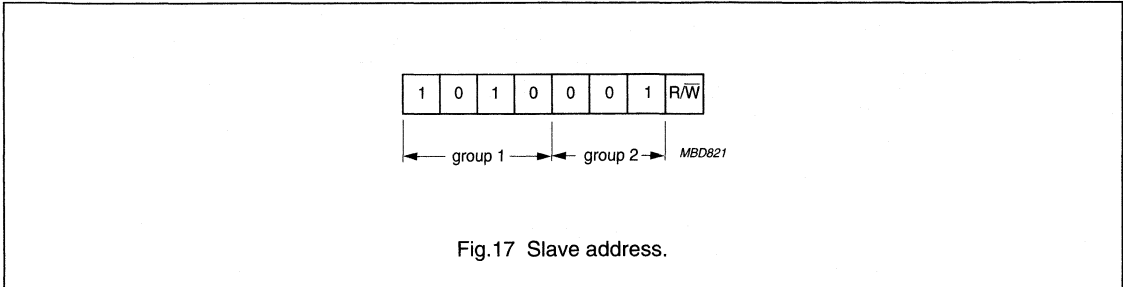 1 0 1 0 0 0 1 R/W̅
group 1 group 2 MBD821
Fig.17 Slave address.